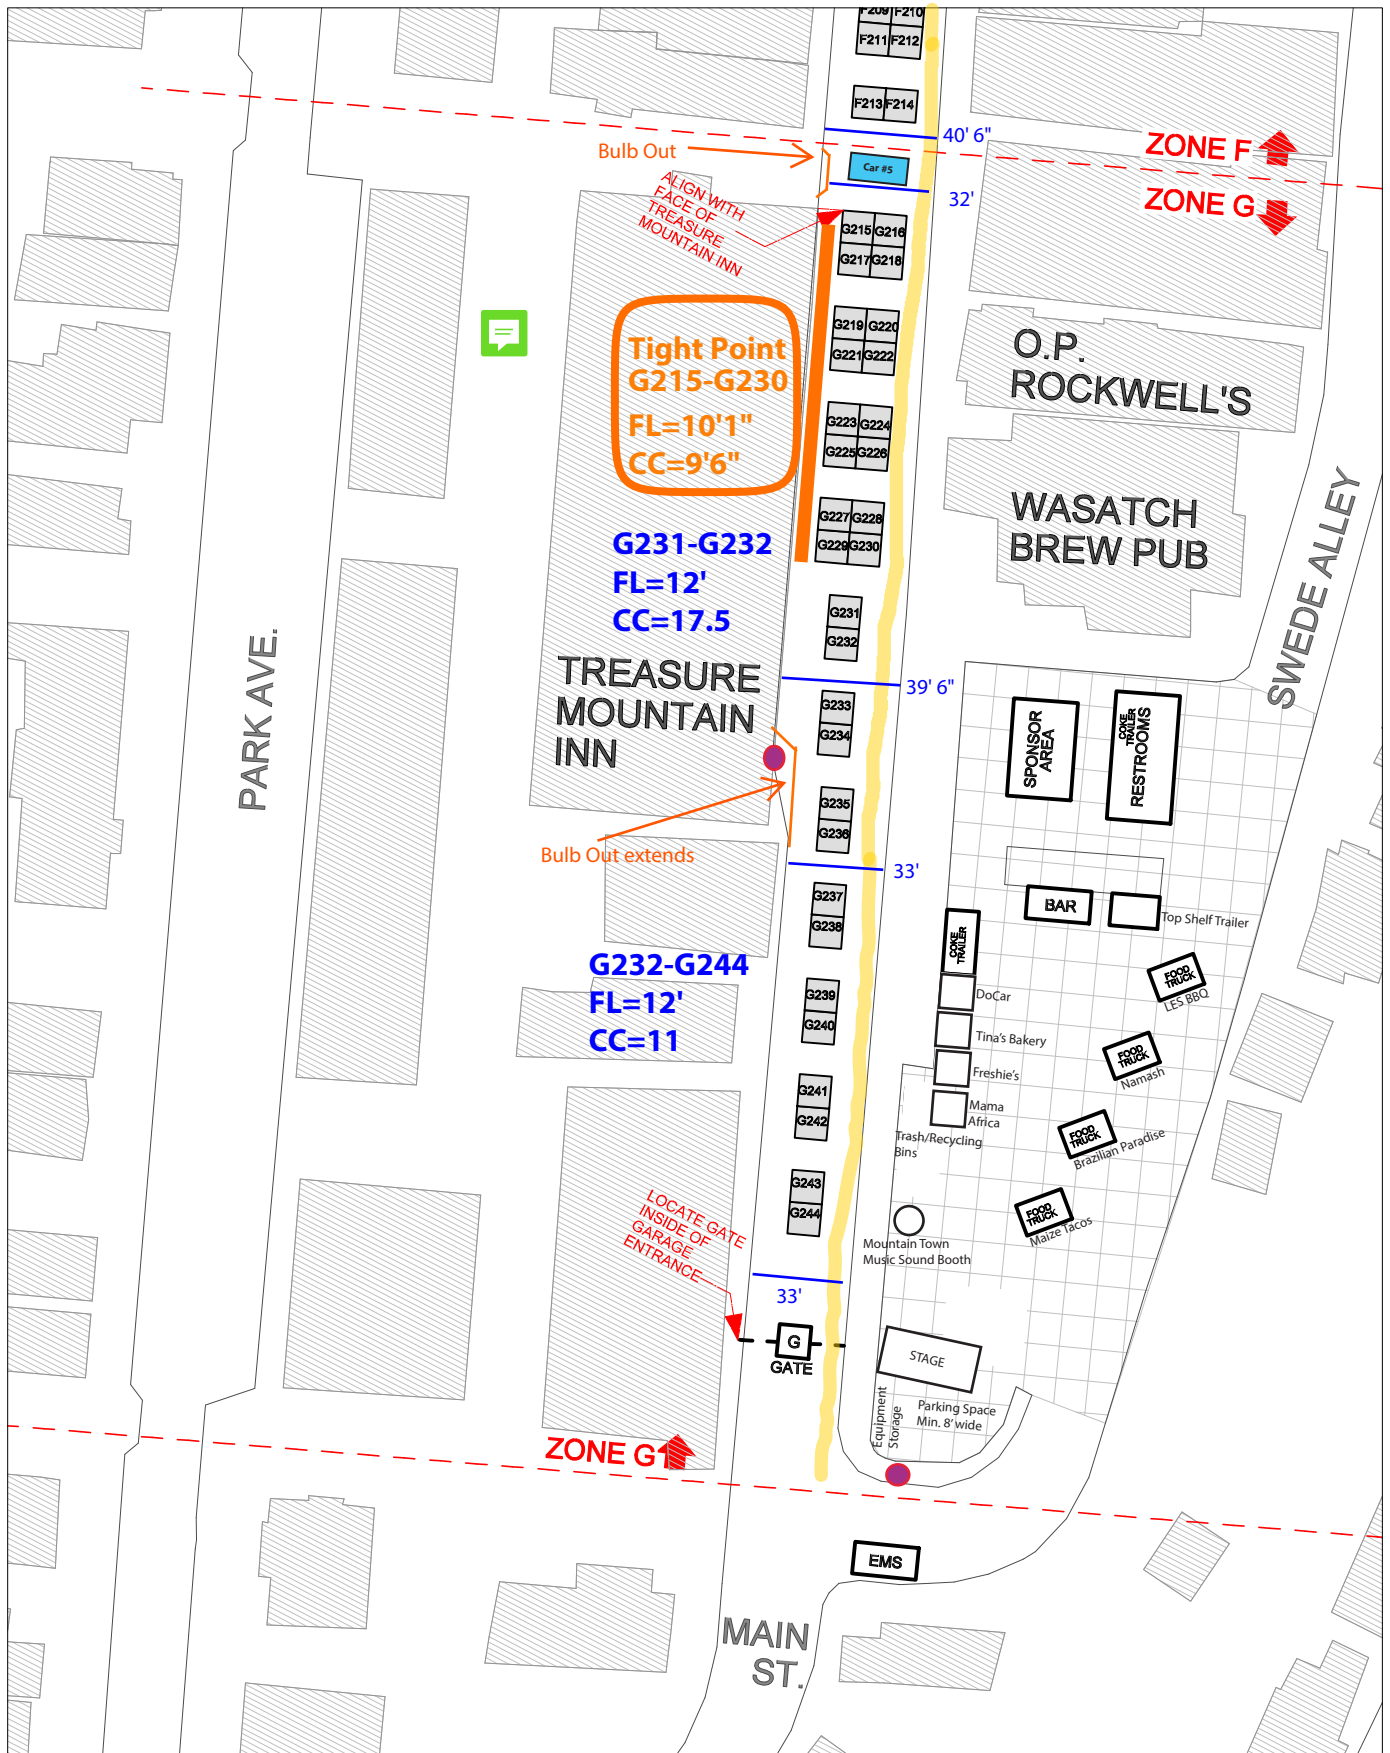 F209 F210
F211 F212
F213 F214
40' 6"
ZONE F
Bulb Out
Car #5
32'
ZONE G
ALIGN WITH
FACE OF
TREASURE
MOUNTAIN INN
G215 G216
G217 G218
G219 G220
G221 G222
O.P.
ROCKWELL'S
Tight Point
G215-G230
FL=10'1"
CC=9'6"
G223 G224
G225 G226
WASATCH
BREW PUB
SWEDE ALLEY
G227 G228
G229 G230
G231-G232
FL=12'
CC=17.5
G231
G232
PARK AVE.
TREASURE
MOUNTAIN
INN
39' 6"
G233
G234
SPONSOR
AREA
COKE
TRAILER
RESTROOMS
G235
G236
Bulb Out extends
33'
G237
G238
BAR
Top Shelf Trailer
COKE
TRAILER
G232-G244
FL=12'
CC=11
FOOD
TRUCK
LES BBQ
G239
G240
DoCar
Tina's Bakery
FOOD
TRUCK
Namash
Freshie's
G241
G242
Mama
Africa
Trash/Recycling
Bins
FOOD
TRUCK
Brazilian Paradise
G243
G244
LOCATE GATE
INSIDE OF
GARAGE
ENTRANCE
FOOD
TRUCK
Maize Tacos
Mountain Town
Music Sound Booth
33'
G
GATE
STAGE
Equipment
Storage
Parking Space
Min. 8' wide
ZONE G
EMS
MAIN
ST.